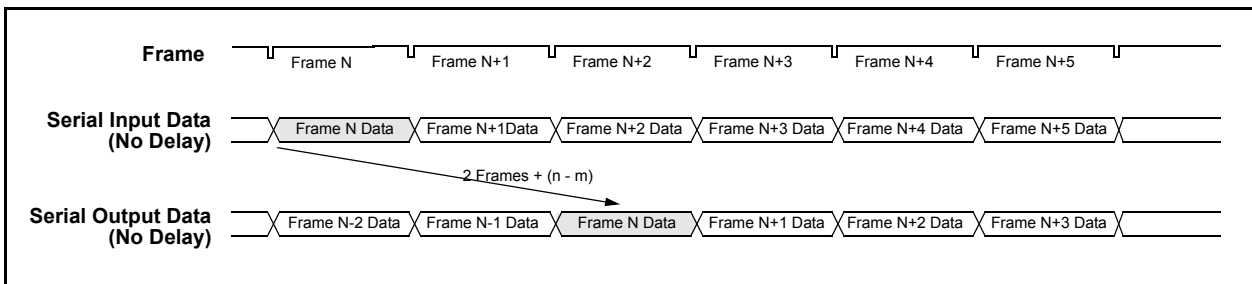 Frame
Frame N Frame N+1 Frame N+2 Frame N+3 Frame N+4 Frame N+5
Serial Input Data
(No Delay)
Frame N Data Frame N+1Data Frame N+2 Data Frame N+3 Data Frame N+4 Data Frame N+5 Data
2 Frames + (n - m)
Serial Output Data
(No Delay)
Frame N-2 Data Frame N-1 Data Frame N Data Frame N+1 Data Frame N+2 Data Frame N+3 Data